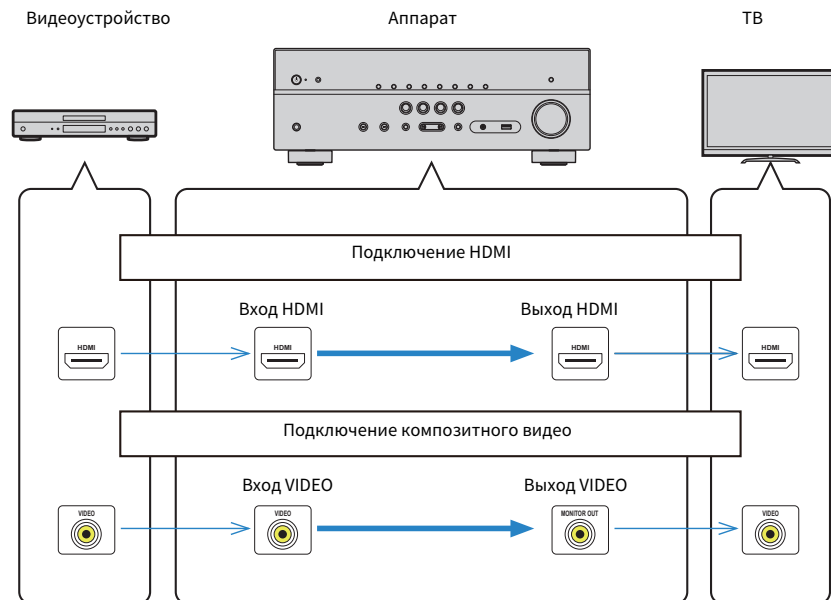 Видеоустройство
Аппарат
ТВ
Подключение HDMI
Вход HDMI
Выход HDMI
HDMI
HDMI
HDMI
HDMI
Подключение композитного видео
Вход VIDEO
Выход VIDEO
VIDEO
VIDEO
MONITOR OUT
VIDEO